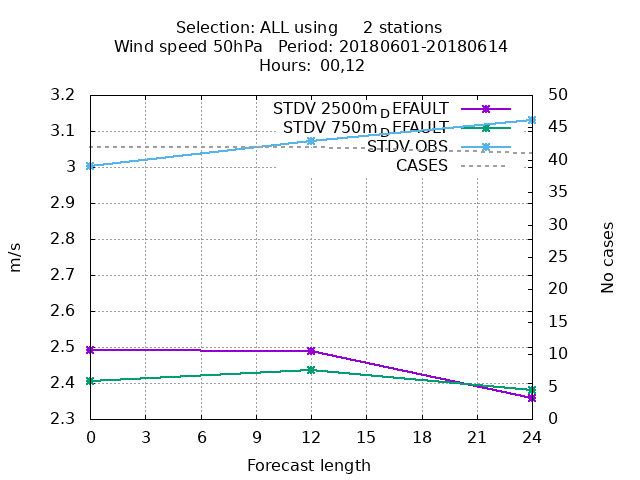 Selection: ALL using     2 stations
Wind speed 50hPa   Period: 20180601-20180614
Hours:  00,12
STDV 2500m_DEFAULT
STDV 750m_DEFAULT
STDV OBS
CASES
3.2
3.1
3
2.9
2.8
2.7
2.6
2.5
2.4
2.3
50
45
40
35
30
25
20
15
10
5
0
m/s
No cases
0 3 6 9 12 15 18 21 24
Forecast length